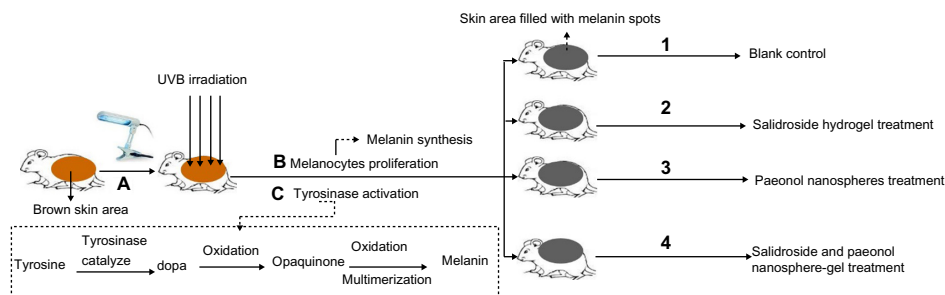 Skin area filled with melanin spots
1
Blank control
UVB irradiation
2
Salidroside hydrogel treatment
Melanin synthesis
B Melanocytes proliferation
A
3
Paeonol nanospheres treatment
C Tyrosinase activation
Brown skin area
Tyrosinase
catalyze
Oxidation
Oxidation
Tyrosine
dopa
Opaquinone
Melanin
Multimerization
4
Salidroside and paeonol
nanosphere-gel treatment